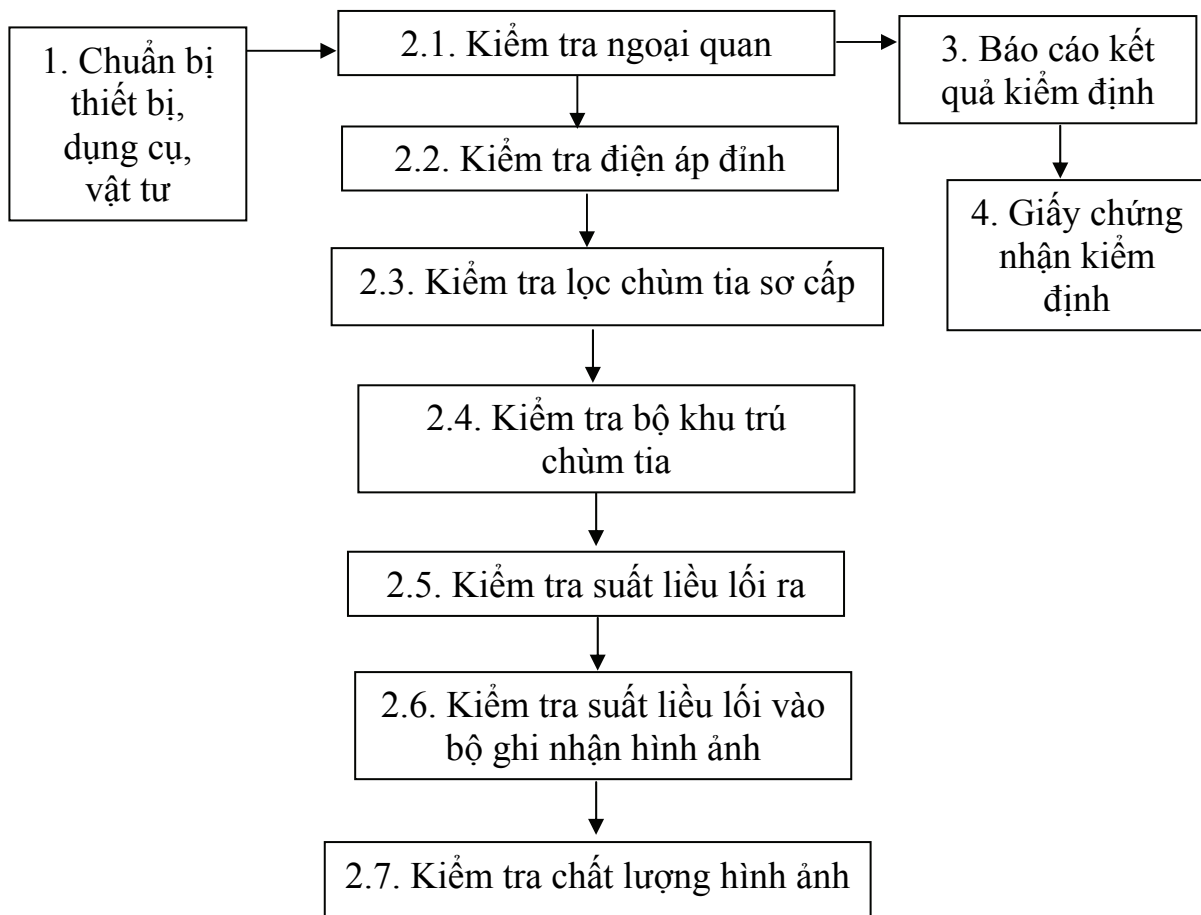 1. Chuẩn bị
thiết bị,
dụng cụ,
vật tư
2.1. Kiểm tra ngoại quan
2.2. Kiểm tra điện áp đỉnh
2.3. Kiểm tra lọc chùm tia sơ cấp
2.4. Kiểm tra bộ khu trú
chùm tia
2.5. Kiểm tra suất liều lối ra
2.6. Kiểm tra suất liều lối vào
bộ ghi nhận hình ảnh
2.7. Kiểm tra chất lượng hình ảnh
3. Báo cáo kết
quả kiểm định
4. Giấy chứng
nhận kiểm
định